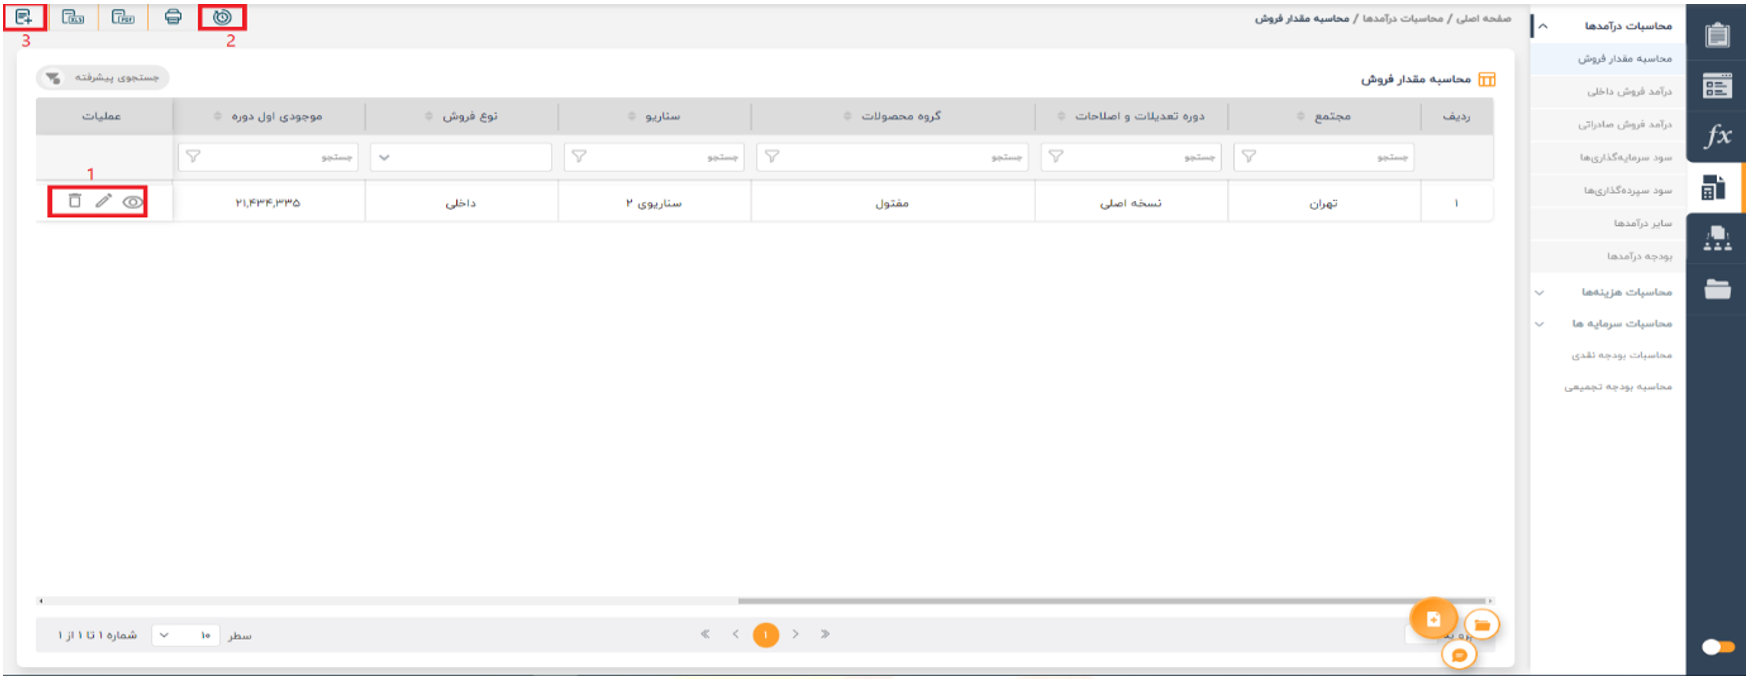 صفحه اصلی / محاسبات درآمدها / محاسبه مقدار فروش
3
2
XLS
PDF
محاسبات درآمدها
محاسبه مقدار فروش
درآمد فروش داخلی
درآمد فروش صادراتی
سود سرمایه‌گذاری‌ها
سود سپرده‌گذاری‌ها
سایر درآمدها
بودجه درآمدها
محاسبات هزینه‌ها
محاسبات سرمایه ها
محاسبات بودجه نقدی
محاسبه بودجه تجمیعی
fx
محاسبه مقدار فروش
جستجوی پیشرفته
ردیف مجتمع دوره تعدیلات و اصلاحات گروه محصولات سناریو نوع فروش موجودی اول دوره عملیات
جستجو جستجو جستجو جستجو جستجو
1
۱ تهران نسخه اصلی مفتول سناریوی ۲ داخلی ۲۱,۴۳۴,۳۳۵
۱
سطر ۱۰ شماره ۱ تا ۱ از ۱